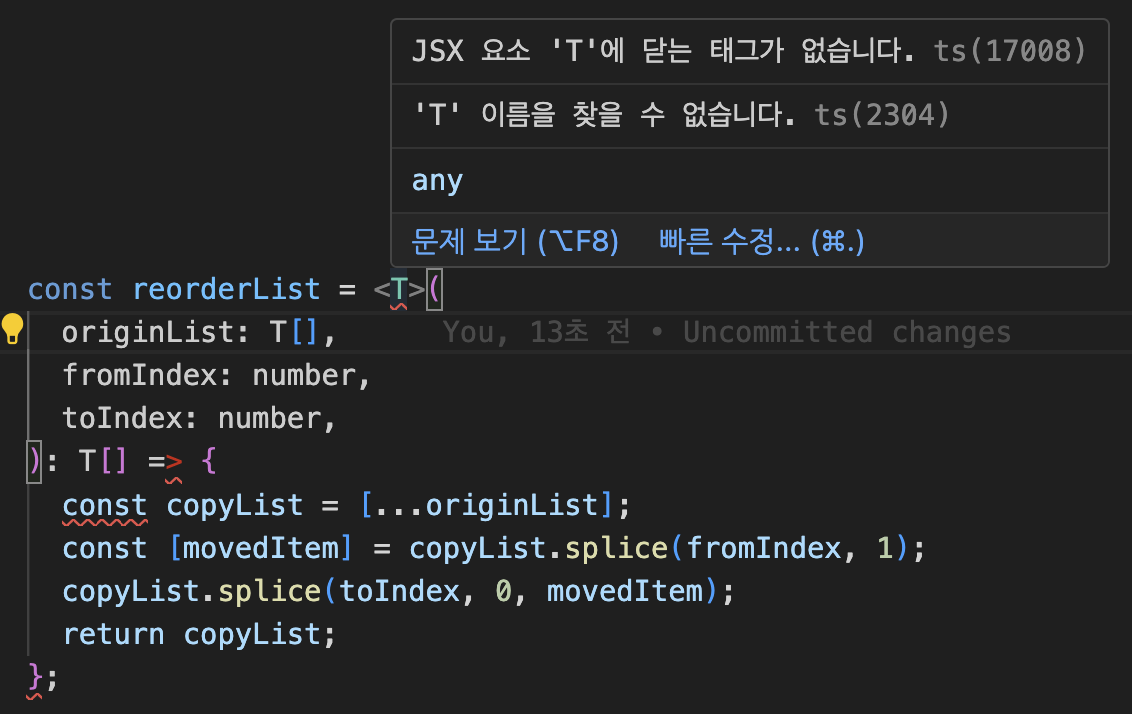 JSX 요소 'T'에 닫는 태그가 없습니다. ts(17008)
'T' 이름을 찾을 수 없습니다. ts(2304)
any
문제 보기 (⌥F8) 빠른 수정... (⌘.)
const reorderList = <T>(
originList: T[], You, 13초 전 • Uncommitted changes
fromIndex: number,
toIndex: number,
): T[] => {
const copyList = [...originList];
const [movedItem] = copyList.splice(fromIndex, 1);
copyList.splice(toIndex, 0, movedItem);
return copyList;
};